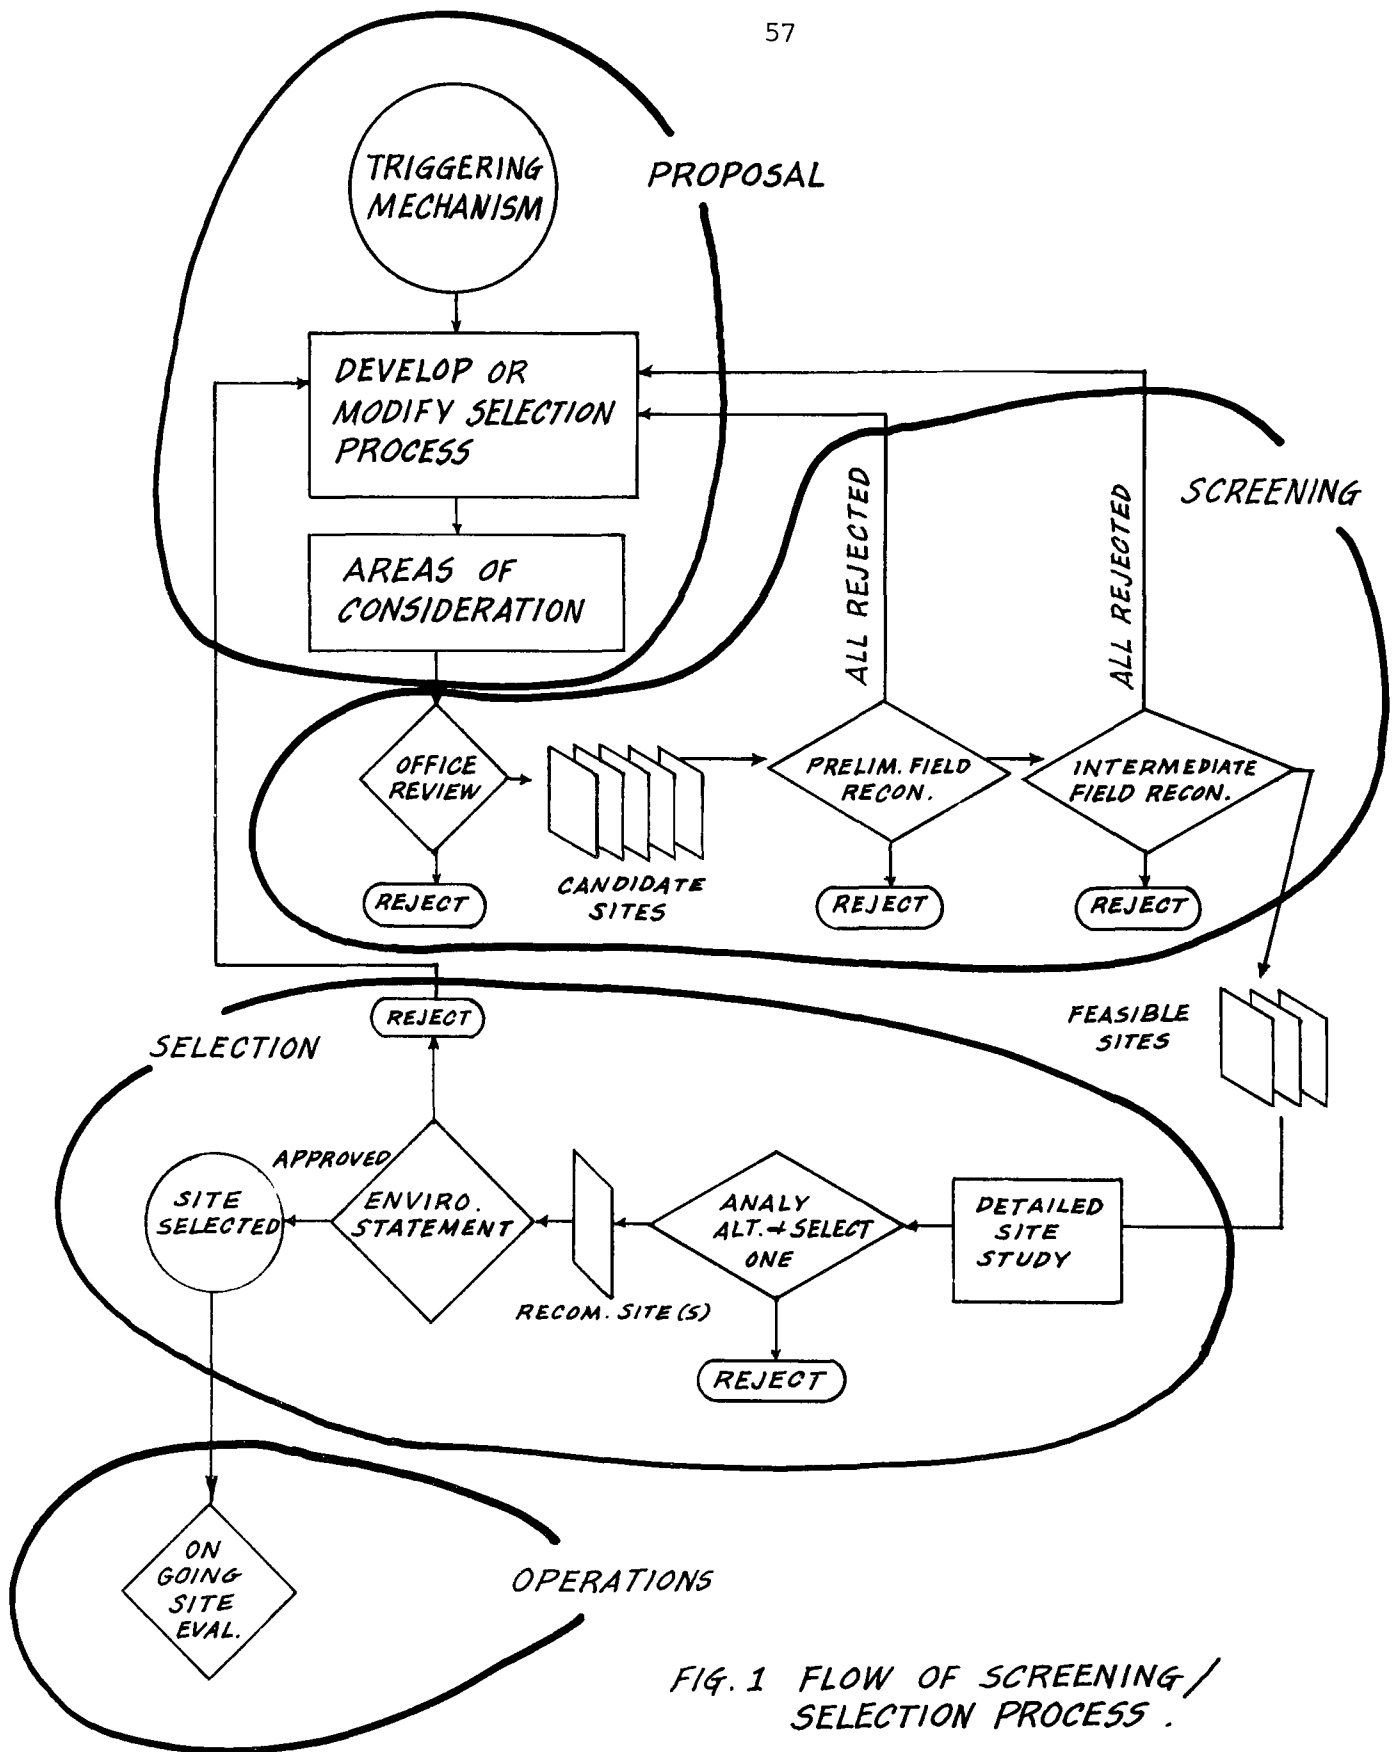 57
TRIGGERING
MECHANISM
PROPOSAL
DEVELOP OR
MODIFY SELECTION
PROCESS
AREAS OF
CONSIDERATION
SCREENING
ALL REJECTED
ALL REJECTED
OFFICE
REVIEW
CANDIDATE
SITES
PRELIM. FIELD
RECON.
INTERMEDIATE
FIELD RECON.
REJECT
REJECT
REJECT
FEASIBLE
SITES
SELECTION
REJECT
APPROVED
SITE
SELECTED
ENVIRO.
STATEMENT
RECOM. SITE(S)
ANALY
ALT. + SELECT
ONE
DETAILED
SITE
STUDY
REJECT
ON
GOING
SITE
EVAL.
OPERATIONS
FIG. 1 FLOW OF SCREENING/
SELECTION PROCESS.